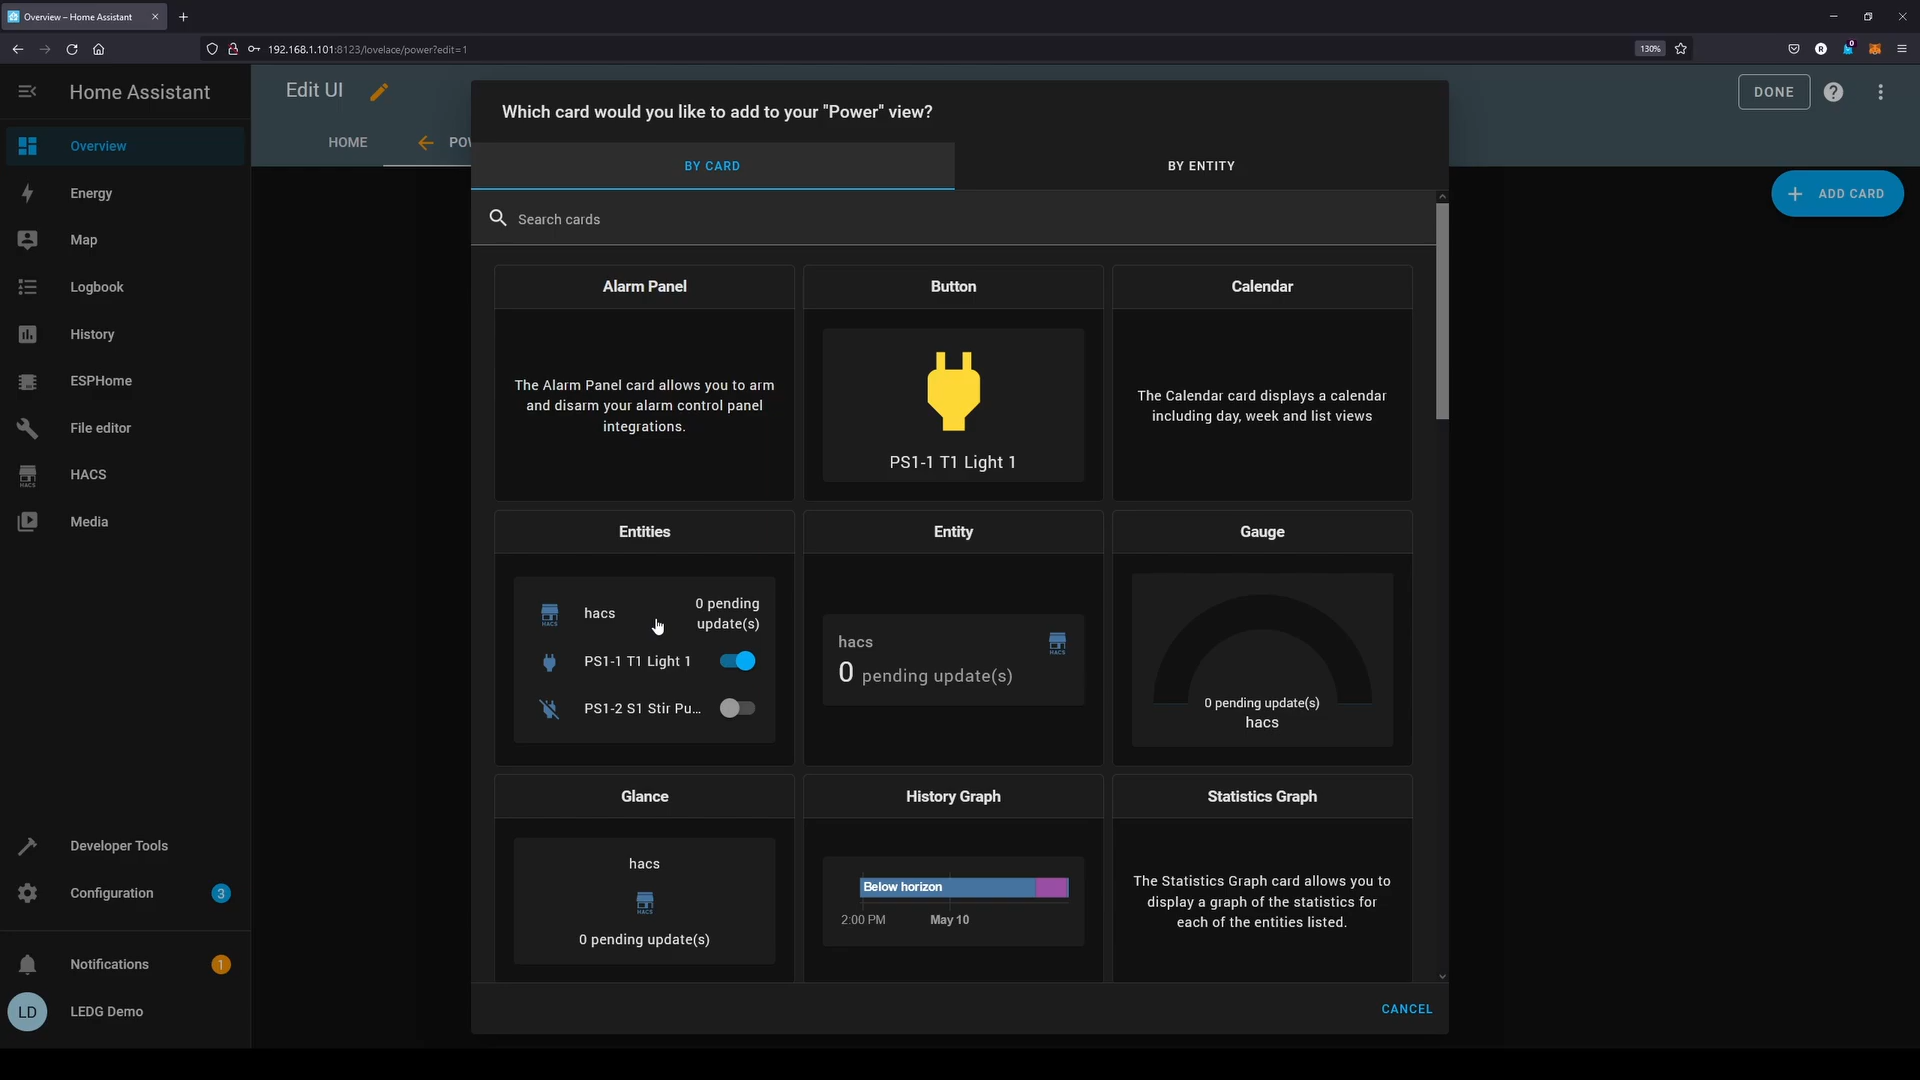 Overview – Home Assistant
192.168.1.101:8123/lovelace/power?edit=1
130%
0
Home Assistant
Edit UI
DONE
HOME
POW
Overview
Energy
Map
Logbook
History
ESPHome
File editor
HACS
HACS
Media
Developer Tools
Configuration
3
Notifications
1
LD
LEDG Demo
ADD CARD
Which card would you like to add to your "Power" view?
BY CARD
BY ENTITY
Search cards
Alarm Panel
The Alarm Panel card allows you to arm
and disarm your alarm control panel
integrations.
Button
PS1-1 T1 Light 1
Calendar
The Calendar card displays a calendar
including day, week and list views
Entities
HACS
hacs
0 pending
update(s)
PS1-1 T1 Light 1
PS1-2 S1 Stir Pu...
Entity
hacs
HACS
0 pending update(s)
Gauge
0 pending update(s)
hacs
Glance
hacs
HACS
0 pending update(s)
History Graph
Below horizon
2:00 PM
May 10
Statistics Graph
The Statistics Graph card allows you to
display a graph of the statistics for
each of the entities listed.
CANCEL